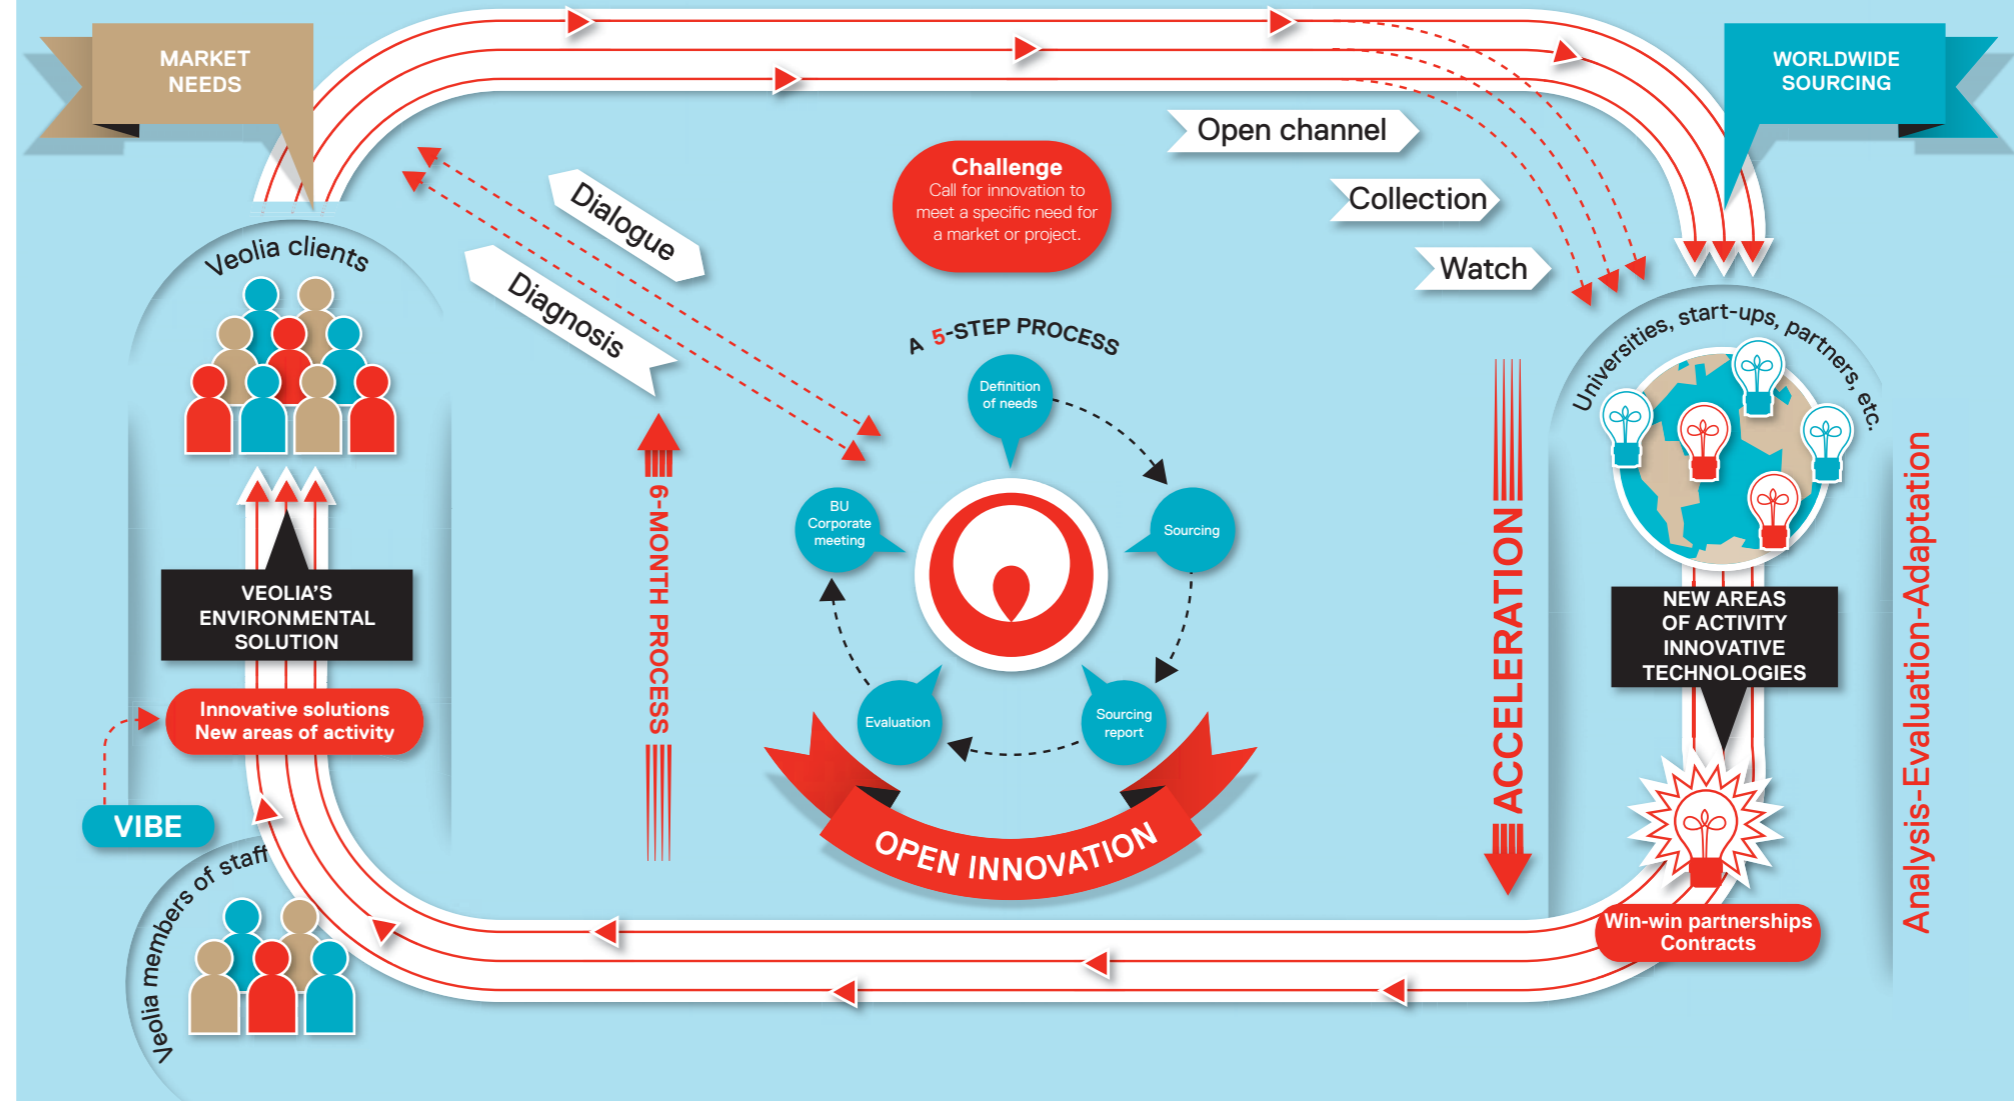 MARKET
NEEDS
WORLDWIDE
SOURCING
Open channel
Collection
Watch
Challenge
Call for innovation to
meet a specific need for
a market or project.
Dialogue
Diagnosis
Veolia clients
Universities, start-ups, partners, etc.
A 5-STEP PROCESS
Definition
of needs
Sourcing
Sourcing
report
Evaluation
BU
Corporate
meeting
OPEN INNOVATION
6-MONTH PROCESS
ACCELERATION
Analysis-Evaluation-Adaptation
VEOLIA'S
ENVIRONMENTAL
SOLUTION
NEW AREAS
OF ACTIVITY
INNOVATIVE
TECHNOLOGIES
Innovative solutions
New areas of activity
VIBE
Veolia members of staff
Win-win partnerships
Contracts